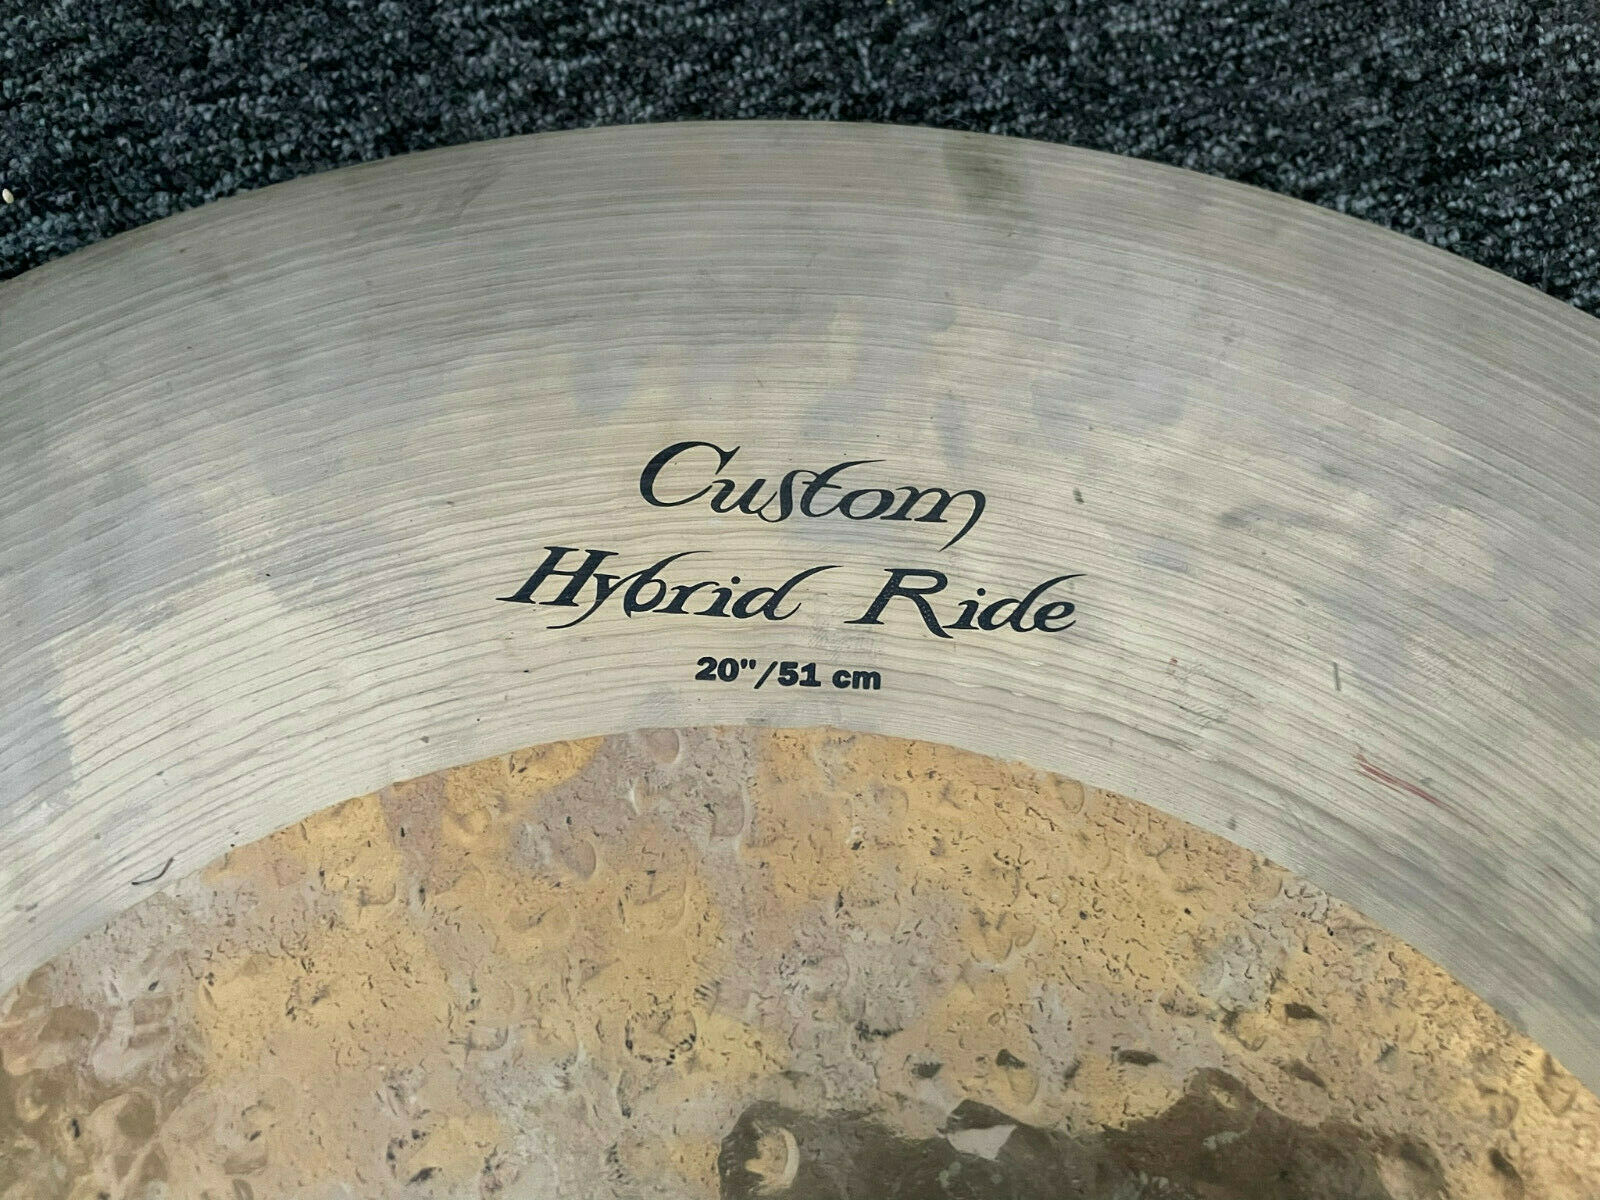 Custom
Hybrid Ride
20"/51 cm